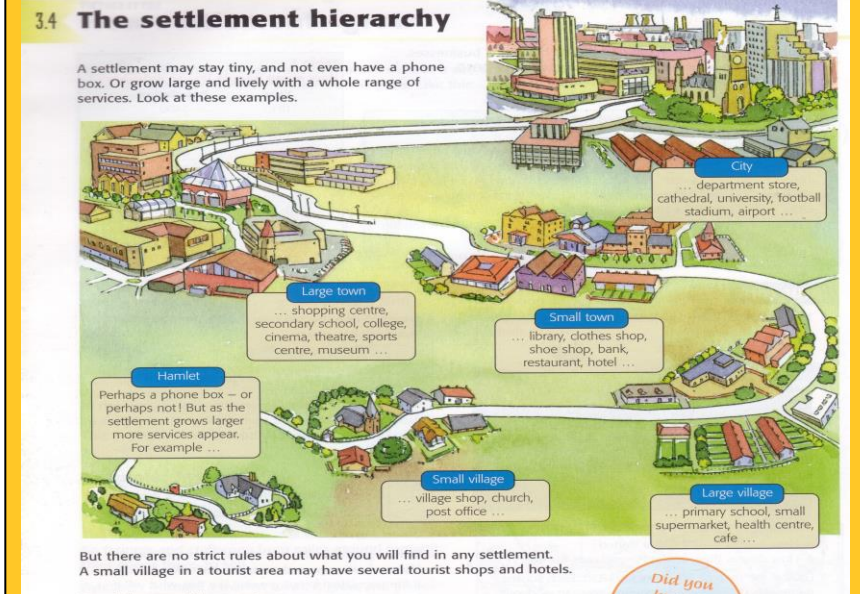 3.4 The settlement hierarchy
A settlement may stay tiny, and not even have a phone
box. Or grow large and lively with a whole range of
services. Look at these examples.
City
... department store,
cathedral, university, football
stadium, airport ...
Large town
... shopping centre,
secondary school, college,
cinema, theatre, sports
centre, museum ...
Small town
... library, clothes shop,
shoe shop, bank,
restaurant, hotel ...
Hamlet
Perhaps a phone box – or
perhaps not! But as the
settlement grows larger
more services appear.
For example ...
Small village
... village shop, church,
post office ...
Large village
... primary school, small
supermarket, health centre,
cafe ...
But there are no strict rules about what you will find in any settlement.
A small village in a tourist area may have several tourist shops and hotels.
Did you